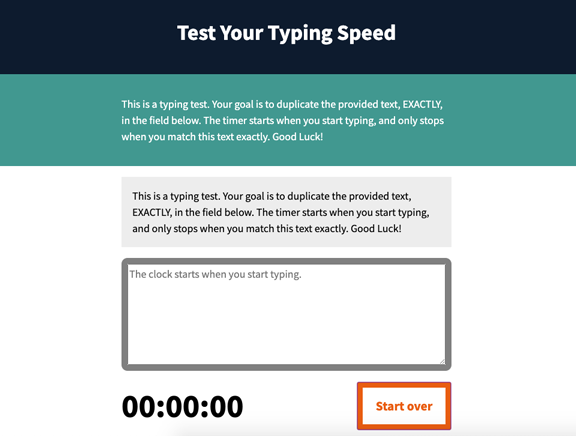 Test Your Typing Speed
This is a typing test. Your goal is to duplicate the provided text, EXACTLY,
in the field below. The timer starts when you start typing, and only stops
when you match this text exactly. Good Luck!
This is a typing test. Your goal is to duplicate the provided text,
EXACTLY, in the field below. The timer starts when you start typing,
and only stops when you match this text exactly. Good Luck!
The clock starts when you start typing.
00:00:00
Start over